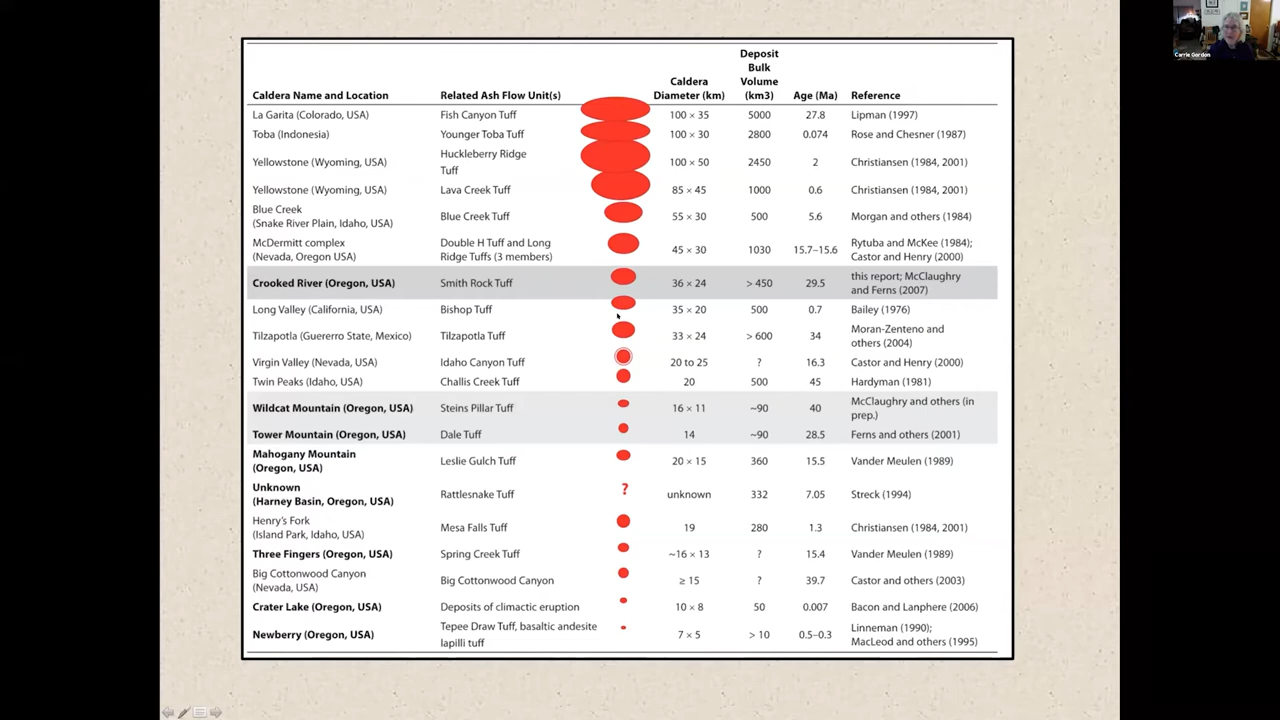 Carrie Gordon
Caldera Name and Location Related Ash Flow Unit(s) Caldera Diameter (km) Deposit Bulk Volume (km3) Age (Ma) Reference
La Garita (Colorado, USA) Fish Canyon Tuff 100 × 35 5000 27.8 Lipman (1997)
Toba (Indonesia) Younger Toba Tuff 100 × 30 2800 0.074 Rose and Chesner (1987)
Yellowstone (Wyoming, USA) Huckleberry Ridge Tuff 100 × 50 2450 2 Christiansen (1984, 2001)
Yellowstone (Wyoming, USA) Lava Creek Tuff 85 × 45 1000 0.6 Christiansen (1984, 2001)
Blue Creek (Snake River Plain, Idaho, USA) Blue Creek Tuff 55 × 30 500 5.6 Morgan and others (1984)
McDermitt complex (Nevada, Oregon USA) Double H Tuff and Long Ridge Tuffs (3 members) 45 × 30 1030 15.7–15.6 Rytuba and McKee (1984); Castor and Henry (2000)
Crooked River (Oregon, USA) Smith Rock Tuff 36 × 24 > 450 29.5 this report; McClaughry and Ferns (2007)
Long Valley (California, USA) Bishop Tuff 35 × 20 500 0.7 Bailey (1976)
Tilzapotla (Guererro State, Mexico) Tilzapotla Tuff 33 × 24 > 600 34 Moran-Zenteno and others (2004)
Virgin Valley (Nevada, USA) Idaho Canyon Tuff 20 to 25 ? 16.3 Castor and Henry (2000)
Twin Peaks (Idaho, USA) Challis Creek Tuff 20 500 45 Hardyman (1981)
Wildcat Mountain (Oregon, USA) Steins Pillar Tuff 16 × 11 ~90 40 McClaughry and others (in prep.)
Tower Mountain (Oregon, USA) Dale Tuff 14 ~90 28.5 Ferns and others (2001)
Mahogany Mountain (Oregon, USA) Leslie Gulch Tuff 20 × 15 360 15.5 Vander Meulen (1989)
Unknown (Harney Basin, Oregon, USA) Rattlesnake Tuff ? unknown 332 7.05 Streck (1994)
Henry's Fork (Island Park, Idaho, USA) Mesa Falls Tuff 19 280 1.3 Christiansen (1984, 2001)
Three Fingers (Oregon, USA) Spring Creek Tuff ~16 × 13 ? 15.4 Vander Meulen (1989)
Big Cottonwood Canyon (Nevada, USA) Big Cottonwood Canyon ≥ 15 ? 39.7 Castor and others (2003)
Crater Lake (Oregon, USA) Deposits of climactic eruption 10 × 8 50 0.007 Bacon and Lanphere (2006)
Newberry (Oregon, USA) Tepee Draw Tuff, basaltic andesite lapilli tuff 7 × 5 > 10 0.5–0.3 Linneman (1990); MacLeod and others (1995)